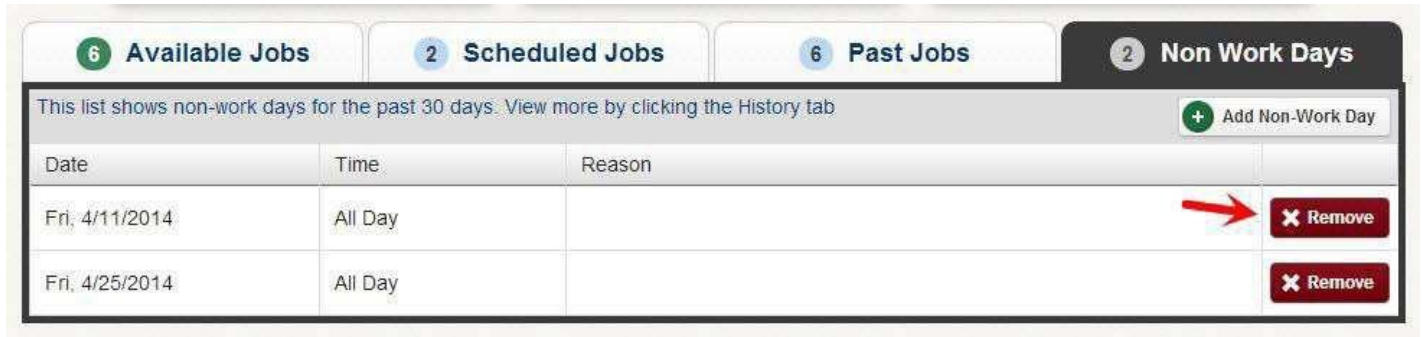 6 Available Jobs 2 Scheduled Jobs 6 Past Jobs 2 Non Work Days
This list shows non-work days for the past 30 days. View more by clicking the History tab
+ Add Non-Work Day
Date Time Reason
Fri, 4/11/2014 All Day Remove
Fri, 4/25/2014 All Day Remove